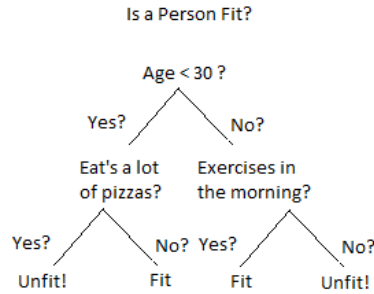 Is a Person Fit?
Age < 30 ?
Yes?
No?
Eat's a lot
of pizzas?
Exercises in
the morning?
Yes?
No?
Yes?
No?
Unfit!
Fit
Fit
Unfit!